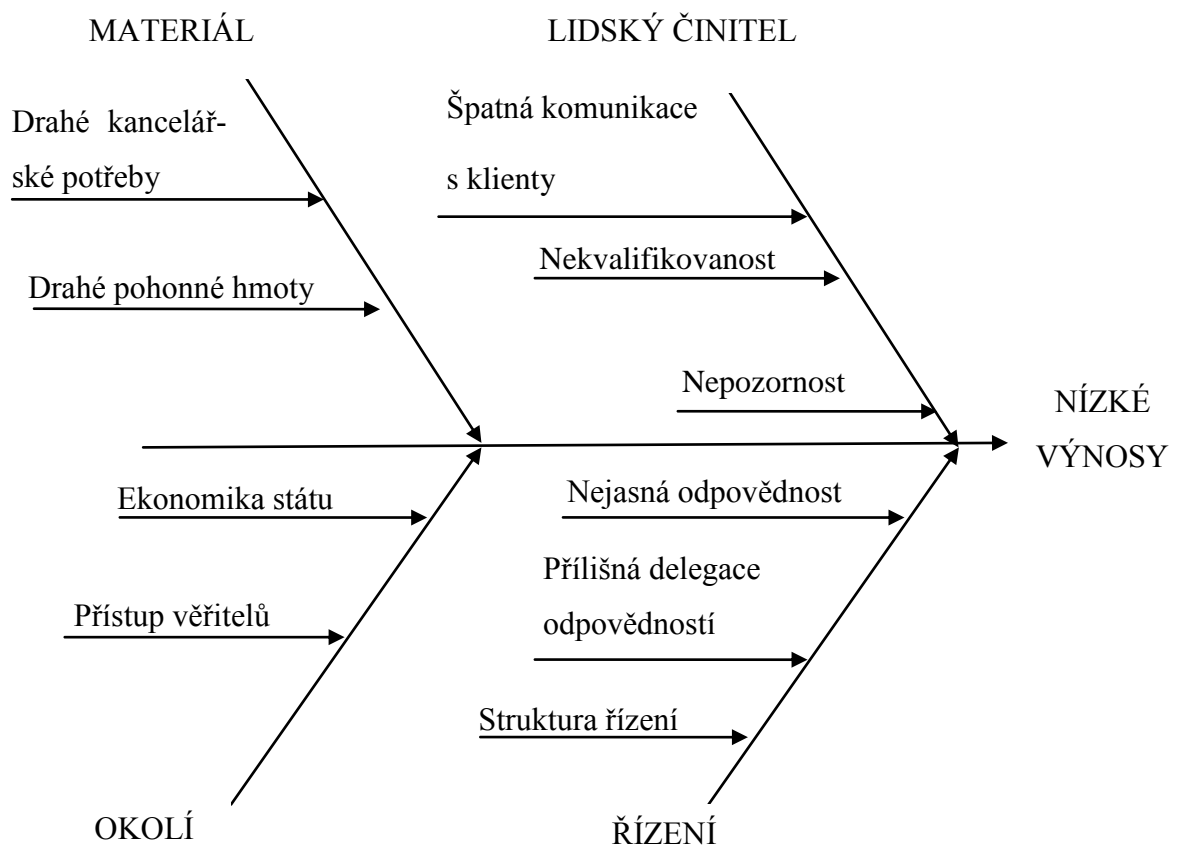 MATERIÁL
LIDSKÝ ČINITEL
Drahé kancelář-
ské potřeby
Špatná komunikace
s klienty
Drahé pohonné hmoty
Nekvalifikovanost
Nepozornost
NÍZKÉ
VÝNOSY
Ekonomika státu
Nejasná odpovědnost
Přístup věřitelů
Přílišná delegace
odpovědností
Struktura řízení
OKOLÍ
ŘÍZENÍ